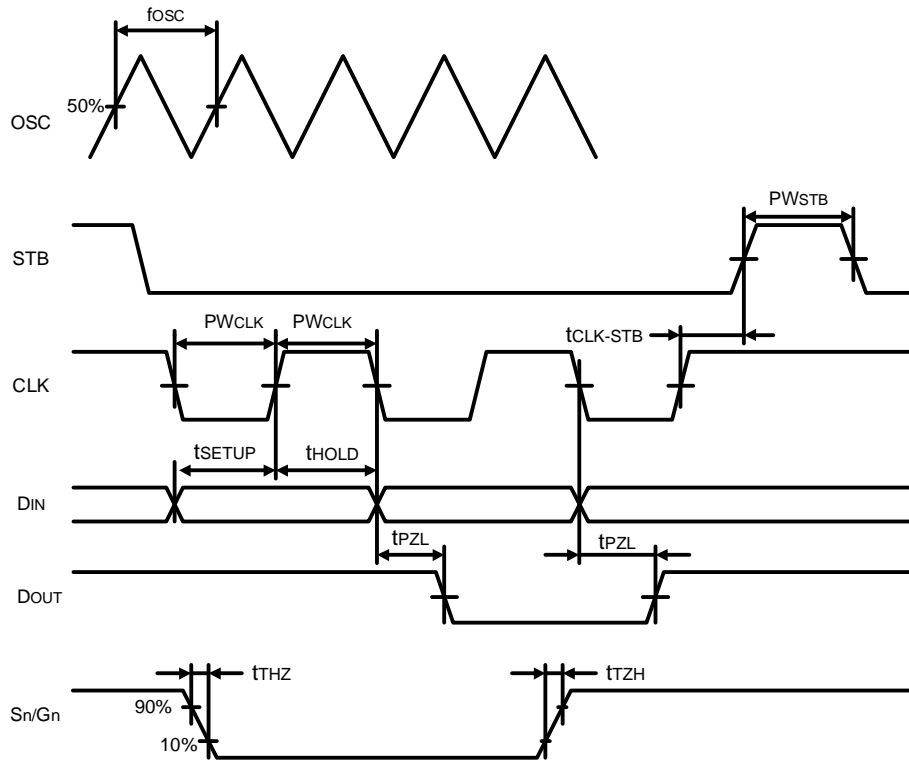 fOSC
50%
OSC
PWSTB
STB
PWCLK PWCLK
tCLK-STB
CLK
tSETUP tHOLD
DIN
tPZL tPZL
DOUT
tTHZ tTZH
Sn/Gn
90%
10%